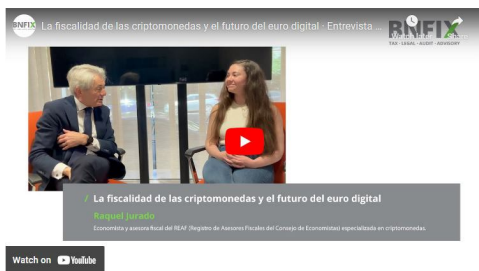 BNFIX
La fiscalidad de las criptomonedas y el futuro del euro digital - Entrevista ...
BNFIX
TAX - LEGAL - AUDIT - ADVISORY
Share
/ La fiscalidad de las criptomonedas y el futuro del euro digital
Raquel Jurado
Economista y asesora fiscal del REAF (Registro de Asesores Fiscales del Consejo de Economistas) especializada en criptomonedas.
Watch on YouTube